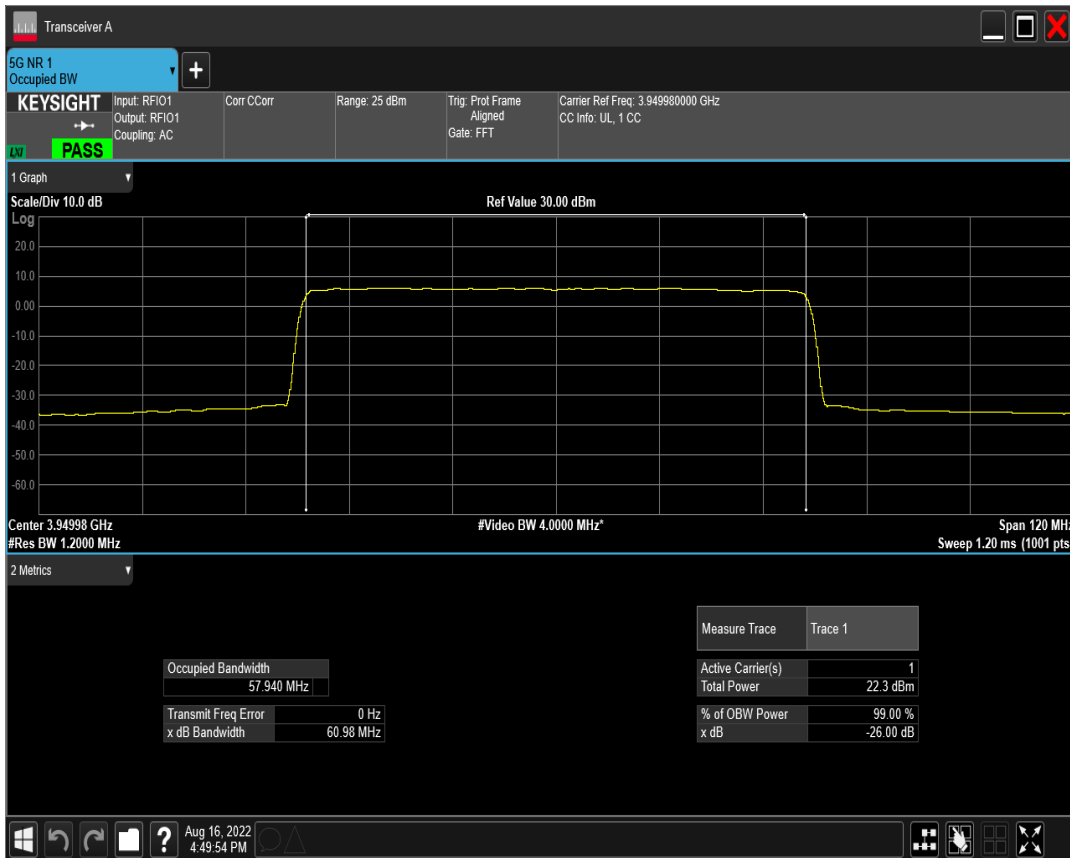 Transceiver A
5G NR 1
Occupied BW
KEYSIGHT
LXI
PASS
Input: RFIO1
Output: RFIO1
Coupling: AC
Corr CCorr
Range: 25 dBm
Trig: Prot Frame
Aligned
Gate: FFT
Carrier Ref Freq: 3.949980000 GHz
CC Info: UL, 1 CC
1 Graph
Scale/Div 10.0 dB
Ref Value 30.00 dBm
Log
20.0
10.0
0.00
-10.0
-20.0
-30.0
-40.0
-50.0
-60.0
Center 3.94998 GHz
#Video BW 4.0000 MHz*
Span 120 MHz
#Res BW 1.2000 MHz
Sweep 1.20 ms (1001 pts
2 Metrics
Measure Trace Trace 1
Occupied Bandwidth
57.940 MHz
Active Carrier(s) 1
Total Power 22.3 dBm
Transmit Freq Error 0 Hz
x dB Bandwidth 60.98 MHz
% of OBW Power 99.00 %
x dB -26.00 dB
?
Aug 16, 2022
4:49:54 PM